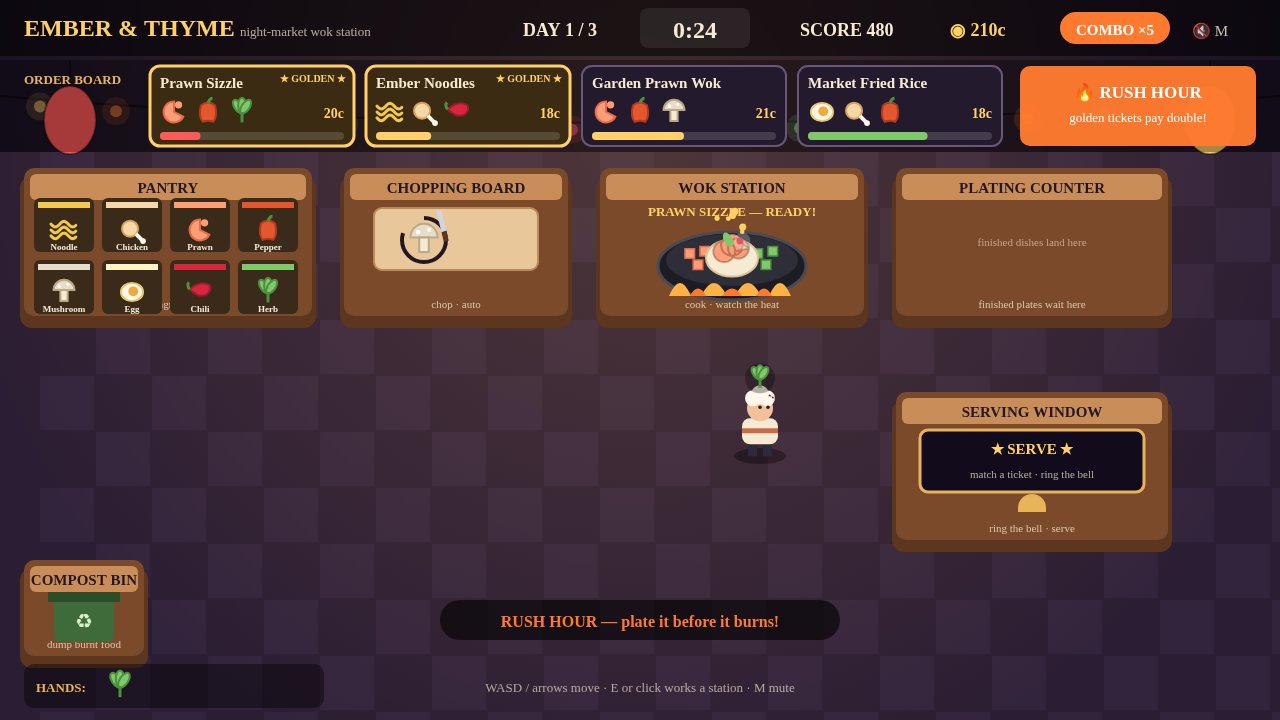 EMBER & THYME night-market wok station
DAY 1 / 3
0:24
SCORE 480
210c
COMBO ×5
M
ORDER BOARD
Prawn Sizzle
★ GOLDEN ★
20c
Ember Noodles
★ GOLDEN ★
18c
Garden Prawn Wok
21c
Market Fried Rice
18c
🔥 RUSH HOUR
golden tickets pay double!
PANTRY
Noodle
Chicken
Prawn
Pepper
Mushroom
Egg
Chili
Herb
CHOPPING BOARD
chop · auto
WOK STATION
PRAWN SIZZLE — READY!
cook · watch the heat
PLATING COUNTER
finished dishes land here
finished plates wait here
SERVING WINDOW
★ SERVE ★
match a ticket · ring the bell
ring the bell · serve
COMPOST BIN
dump burnt food
RUSH HOUR — plate it before it burns!
HANDS:
WASD / arrows move · E or click works a station · M mute